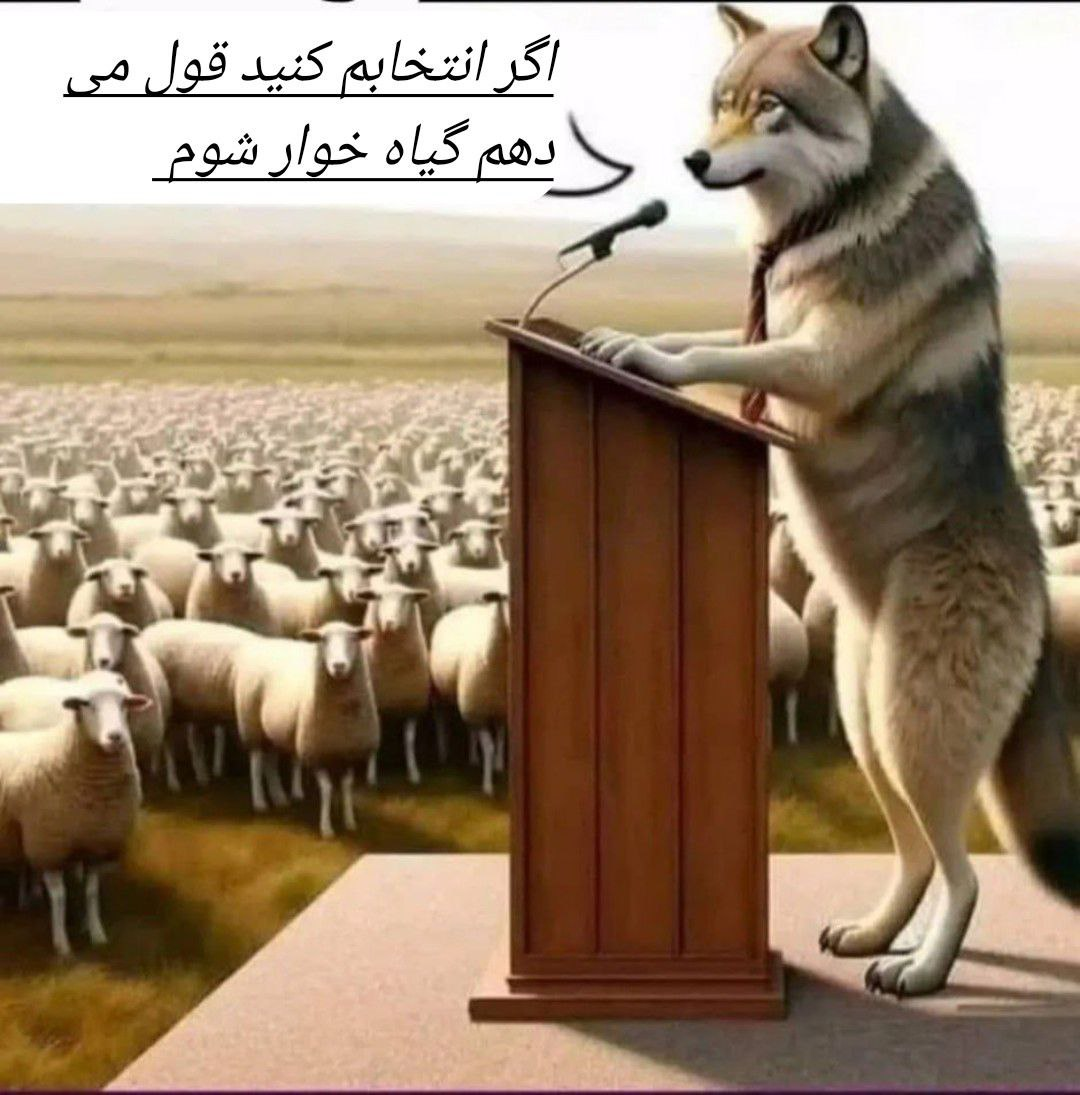 اگر انتخابم کنید قول می
دهم گیاه خوار شوم